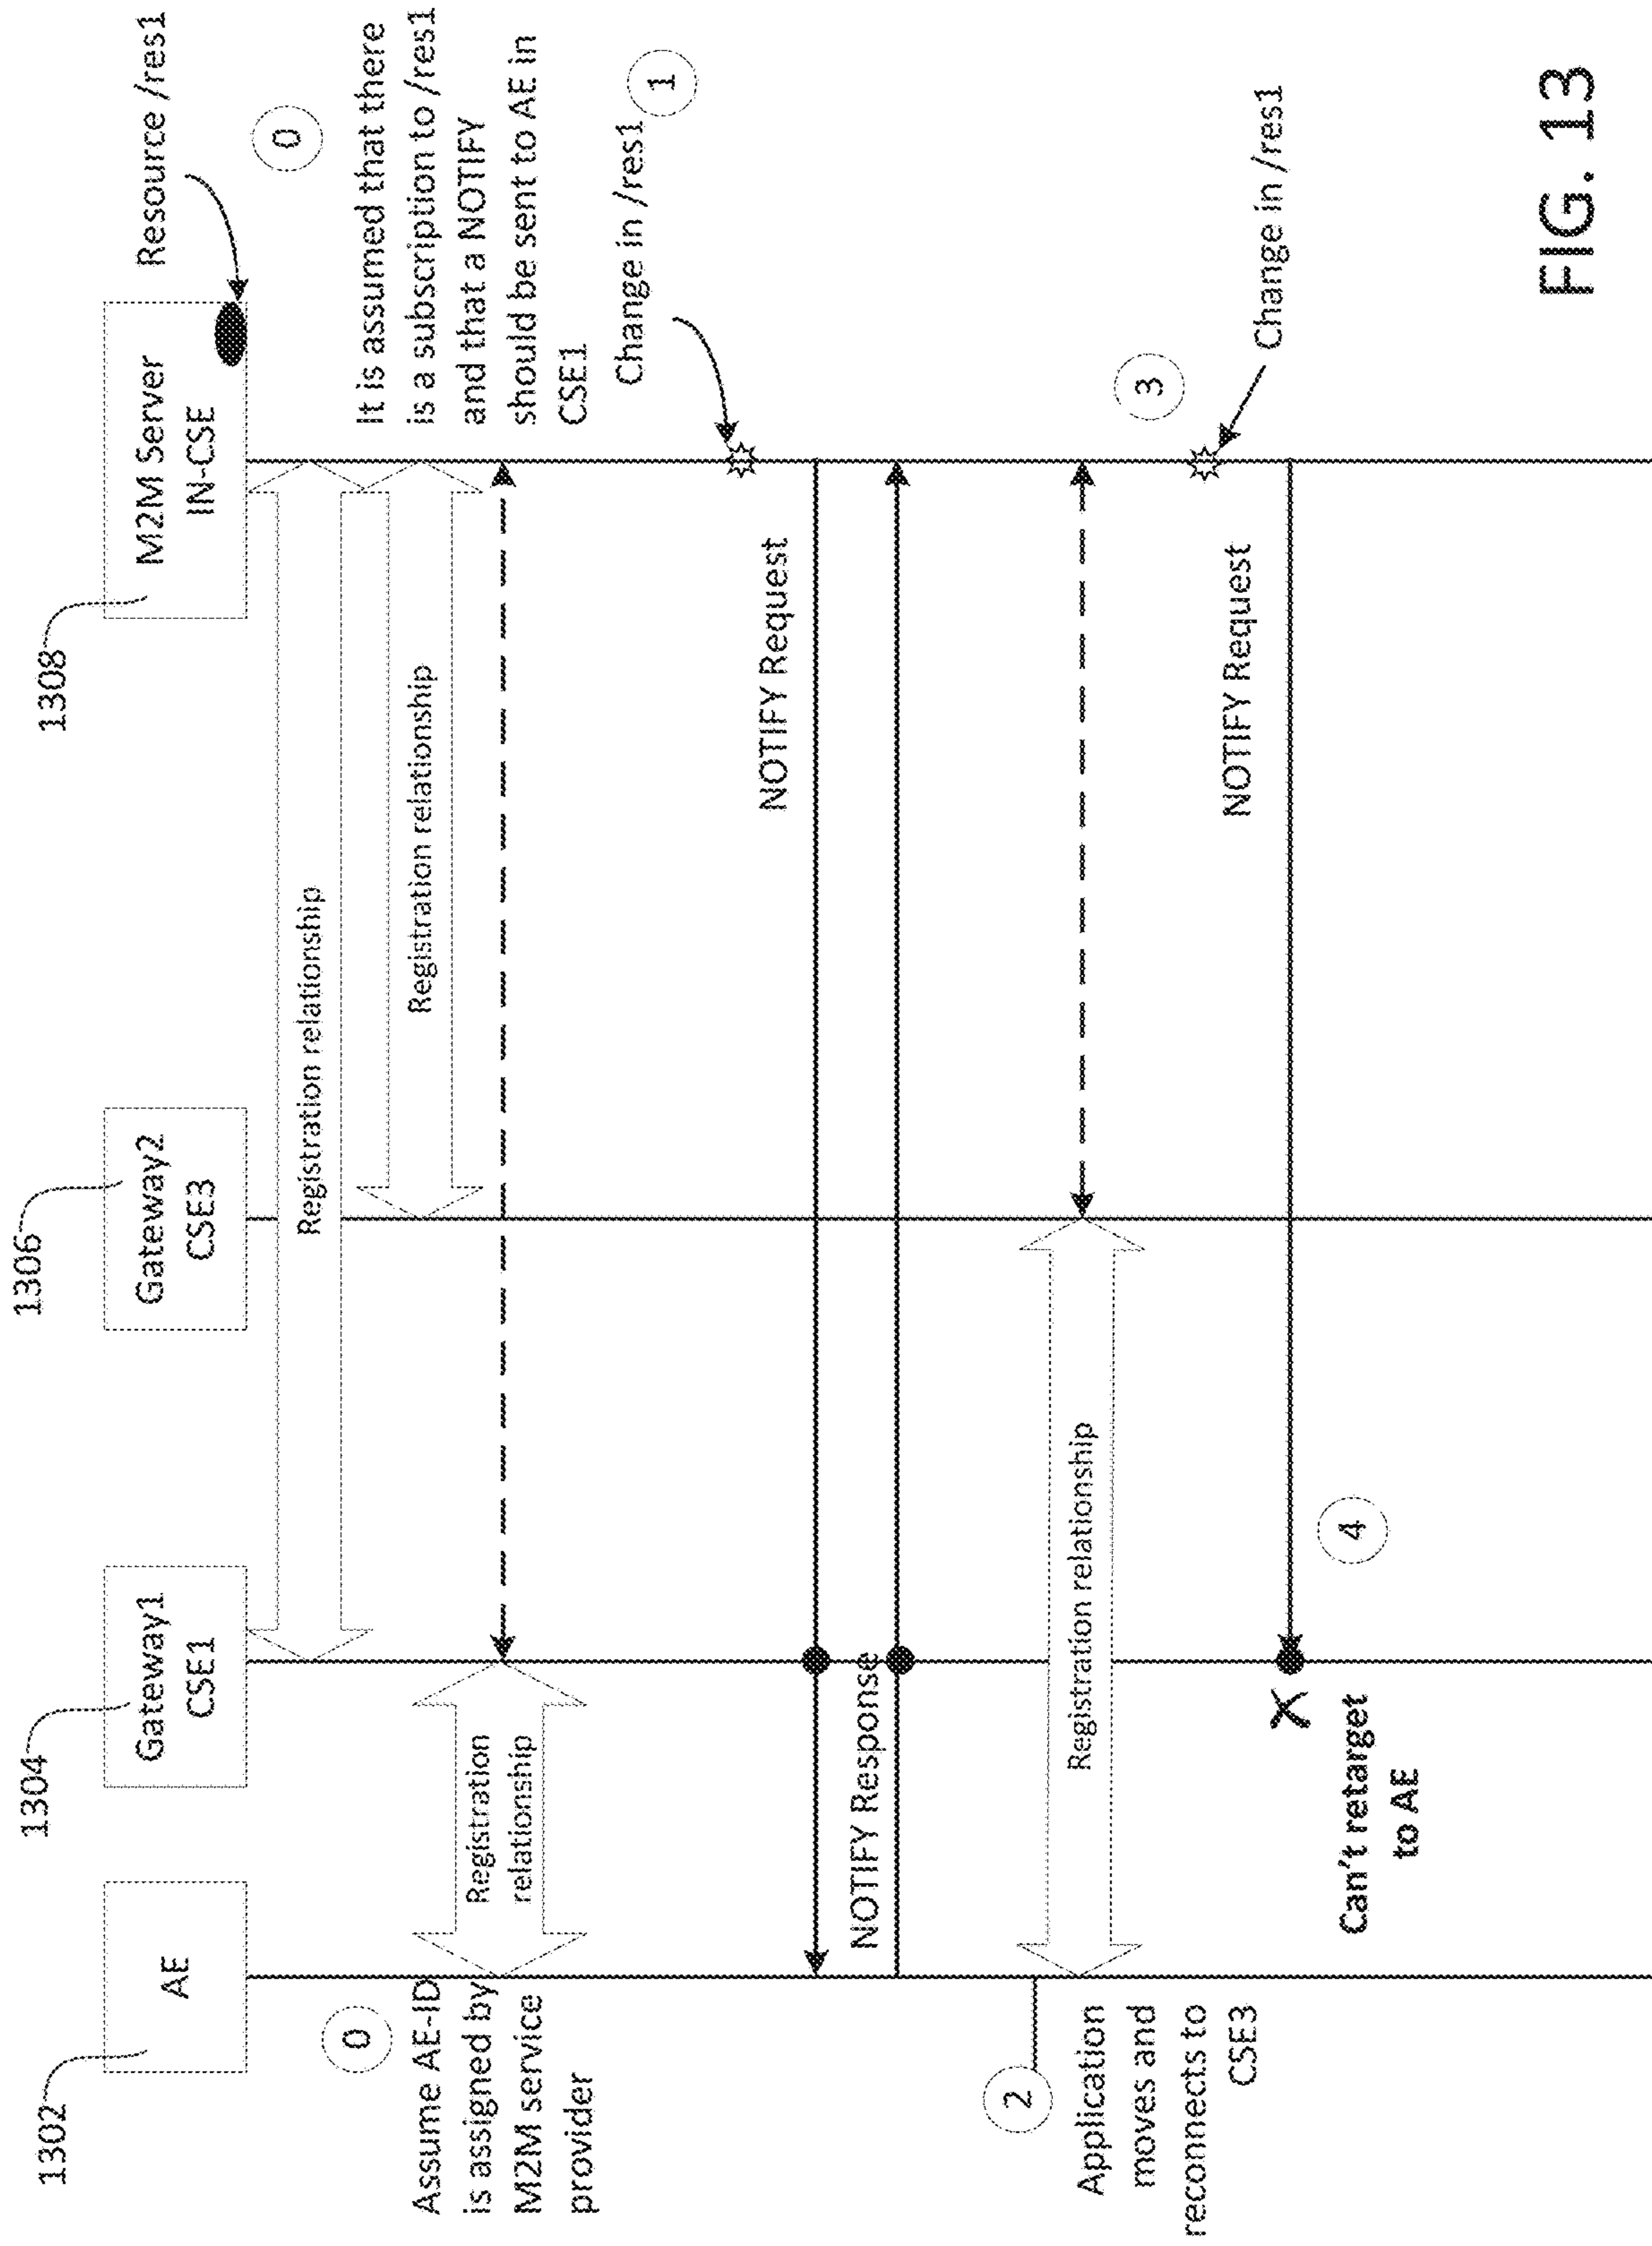 1302
1304
1306
1308
AE
Gateway1
CSE1
Gateway2
CSE3
M2M Server
IN-CSE
Resource /res1
0
Assume AE-ID
is assigned by
M2M service
provider
Registration
relationship
Registration relationship
Registration relationship
0
It is assumed that there
is a subscription to /res1
and that a NOTIFY
should be sent to AE in
CSE1
Change in /res1
1
NOTIFY Request
NOTIFY Response
2
Application
moves and
reconnects to
CSE3
Registration relationship
3
Change in /res1
NOTIFY Request
4
X
Can't retarget
to AE
FIG. 13